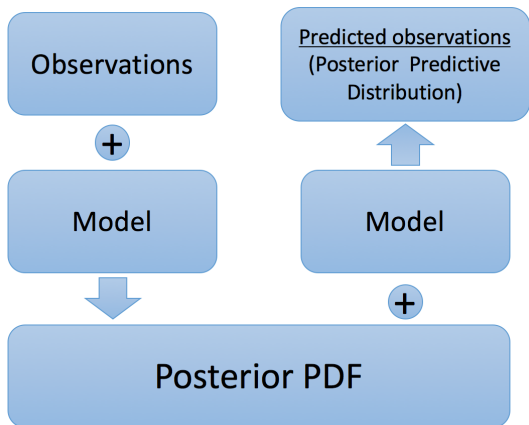 Observations
+
Model
Predicted observations
(Posterior Predictive
Distribution)
Model
+
Posterior PDF